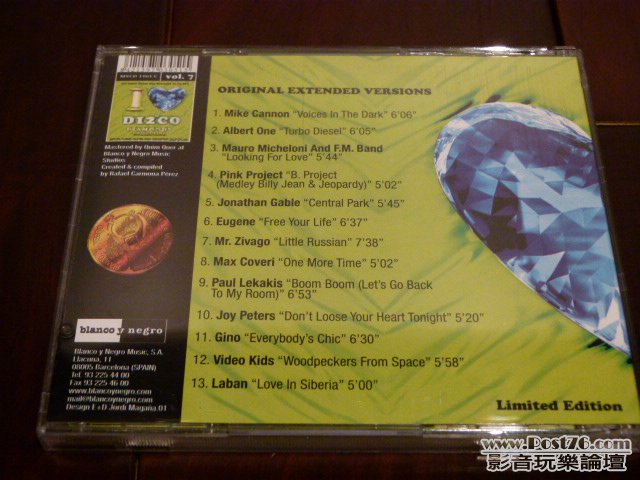 vol. 7
I
DI2CO
DIAMONDS
Mastered by Quim Quer at
Blanco y Negro Music
Studios
Created & compiled
by Rafael Carmona Pérez
blanco y negro
Blanco y Negro Music, S.A.
Llacuna, 11
08005 Barcelona (SPAIN)
Tel. 93 225 44 00
Fax 93 225 46 00
www.blancoynegro.com
mail@blancoynegro.com
Design E+D Jordi Magaña.01
ORIGINAL EXTENDED VERSIONS
1. Mike Cannon “Voices In The Dark” 6'06”
2. Albert One “Turbo Diesel” 6'05”
3. Mauro Micheloni And F.M. Band
“Looking For Love” 5'44”
4. Pink Project “B. Project
(Medley Billy Jean & Jeopardy)” 5'02”
5. Jonathan Gable “Central Park” 5'45”
6. Eugene “Free Your Life” 6'37”
7. Mr. Zivago “Little Russian” 7'38”
8. Max Coveri “One More Time” 5'02”
9. Paul Lekakis “Boom Boom (Let's Go Back
To My Room)” 6'53”
10. Joy Peters “Don't Loose Your Heart Tonight” 5'20”
11. Gino “Everybody's Chic” 6'30”
12. Video Kids “Woodpeckers From Space” 5'58”
13. Laban “Love In Siberia” 5'00”
Limited Edition
www.Post76.com
影音玩樂論壇